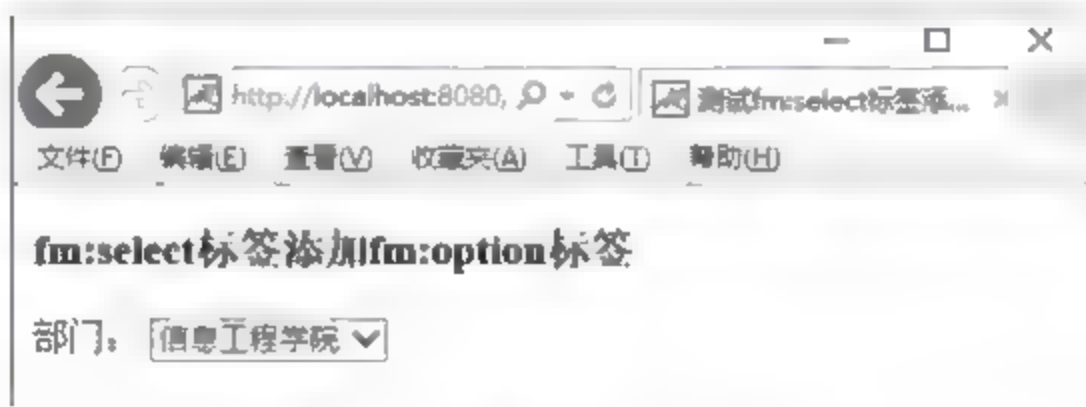 http://localhost:8080, 测试fm:select标签添...
文件(F) 编辑(E) 查看(V) 收藏夹(A) 工具(T) 帮助(H)
fm:select标签添加fm:option标签
部门: 信息工程学院